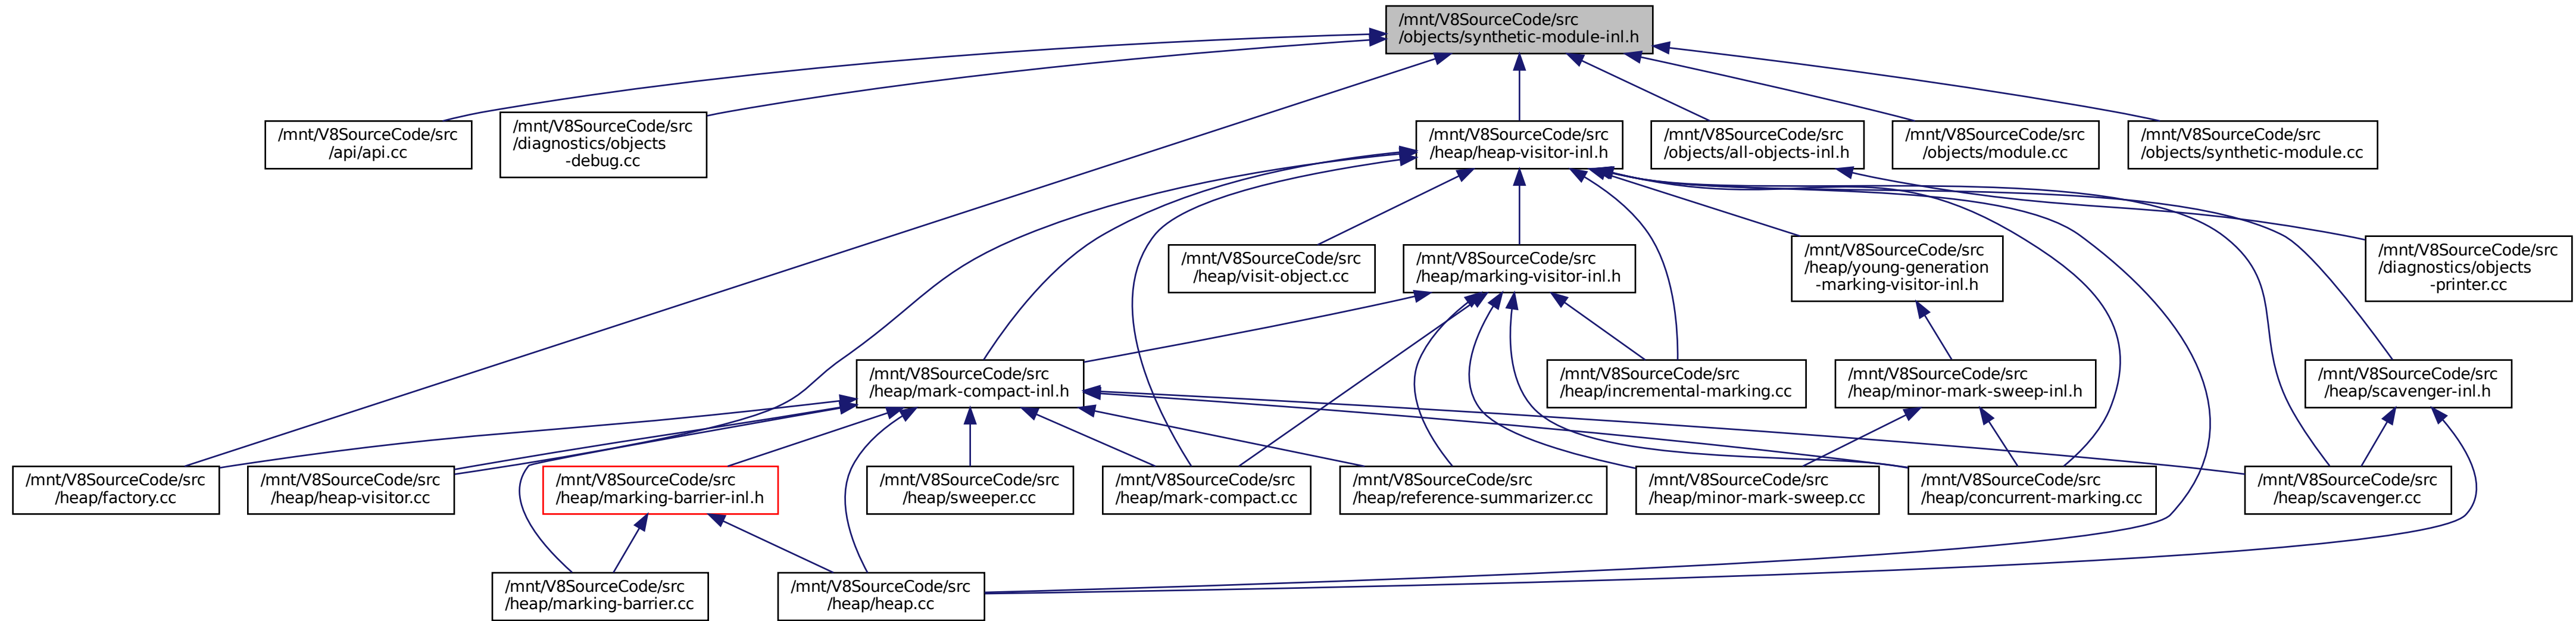 /mnt/V8SourceCode/src
/objects/synthetic-module-inl.h
/mnt/V8SourceCode/src
/api/api.cc
/mnt/V8SourceCode/src
/diagnostics/objects
-debug.cc
/mnt/V8SourceCode/src
/heap/heap-visitor-inl.h
/mnt/V8SourceCode/src
/objects/all-objects-inl.h
/mnt/V8SourceCode/src
/objects/module.cc
/mnt/V8SourceCode/src
/objects/synthetic-module.cc
/mnt/V8SourceCode/src
/heap/visit-object.cc
/mnt/V8SourceCode/src
/heap/marking-visitor-inl.h
/mnt/V8SourceCode/src
/heap/young-generation
-marking-visitor-inl.h
/mnt/V8SourceCode/src
/diagnostics/objects
-printer.cc
/mnt/V8SourceCode/src
/heap/mark-compact-inl.h
/mnt/V8SourceCode/src
/heap/incremental-marking.cc
/mnt/V8SourceCode/src
/heap/minor-mark-sweep-inl.h
/mnt/V8SourceCode/src
/heap/scavenger-inl.h
/mnt/V8SourceCode/src
/heap/factory.cc
/mnt/V8SourceCode/src
/heap/heap-visitor.cc
/mnt/V8SourceCode/src
/heap/marking-barrier-inl.h
/mnt/V8SourceCode/src
/heap/sweeper.cc
/mnt/V8SourceCode/src
/heap/mark-compact.cc
/mnt/V8SourceCode/src
/heap/reference-summarizer.cc
/mnt/V8SourceCode/src
/heap/minor-mark-sweep.cc
/mnt/V8SourceCode/src
/heap/concurrent-marking.cc
/mnt/V8SourceCode/src
/heap/scavenger.cc
/mnt/V8SourceCode/src
/heap/marking-barrier.cc
/mnt/V8SourceCode/src
/heap/heap.cc